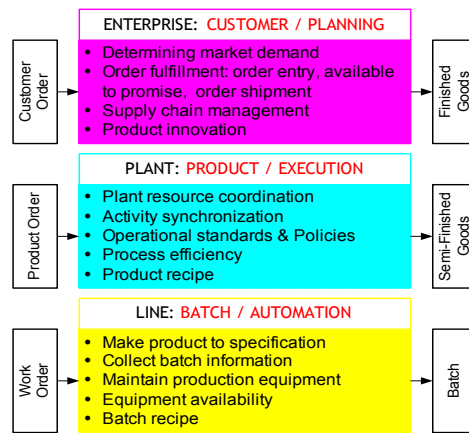 ENTERPRISE: CUSTOMER / PLANNING
Customer
Order
• Determining market demand
• Order fulfillment: order entry, available
to promise, order shipment
• Supply chain management
• Product innovation
Finished
Goods
PLANT: PRODUCT / EXECUTION
Product Order
• Plant resource coordination
• Activity synchronization
• Operational standards & Policies
• Process efficiency
• Product recipe
Semi-Finished
Goods
LINE: BATCH / AUTOMATION
Work
Order
• Make product to specification
• Collect batch information
• Maintain production equipment
• Equipment availability
• Batch recipe
Batch